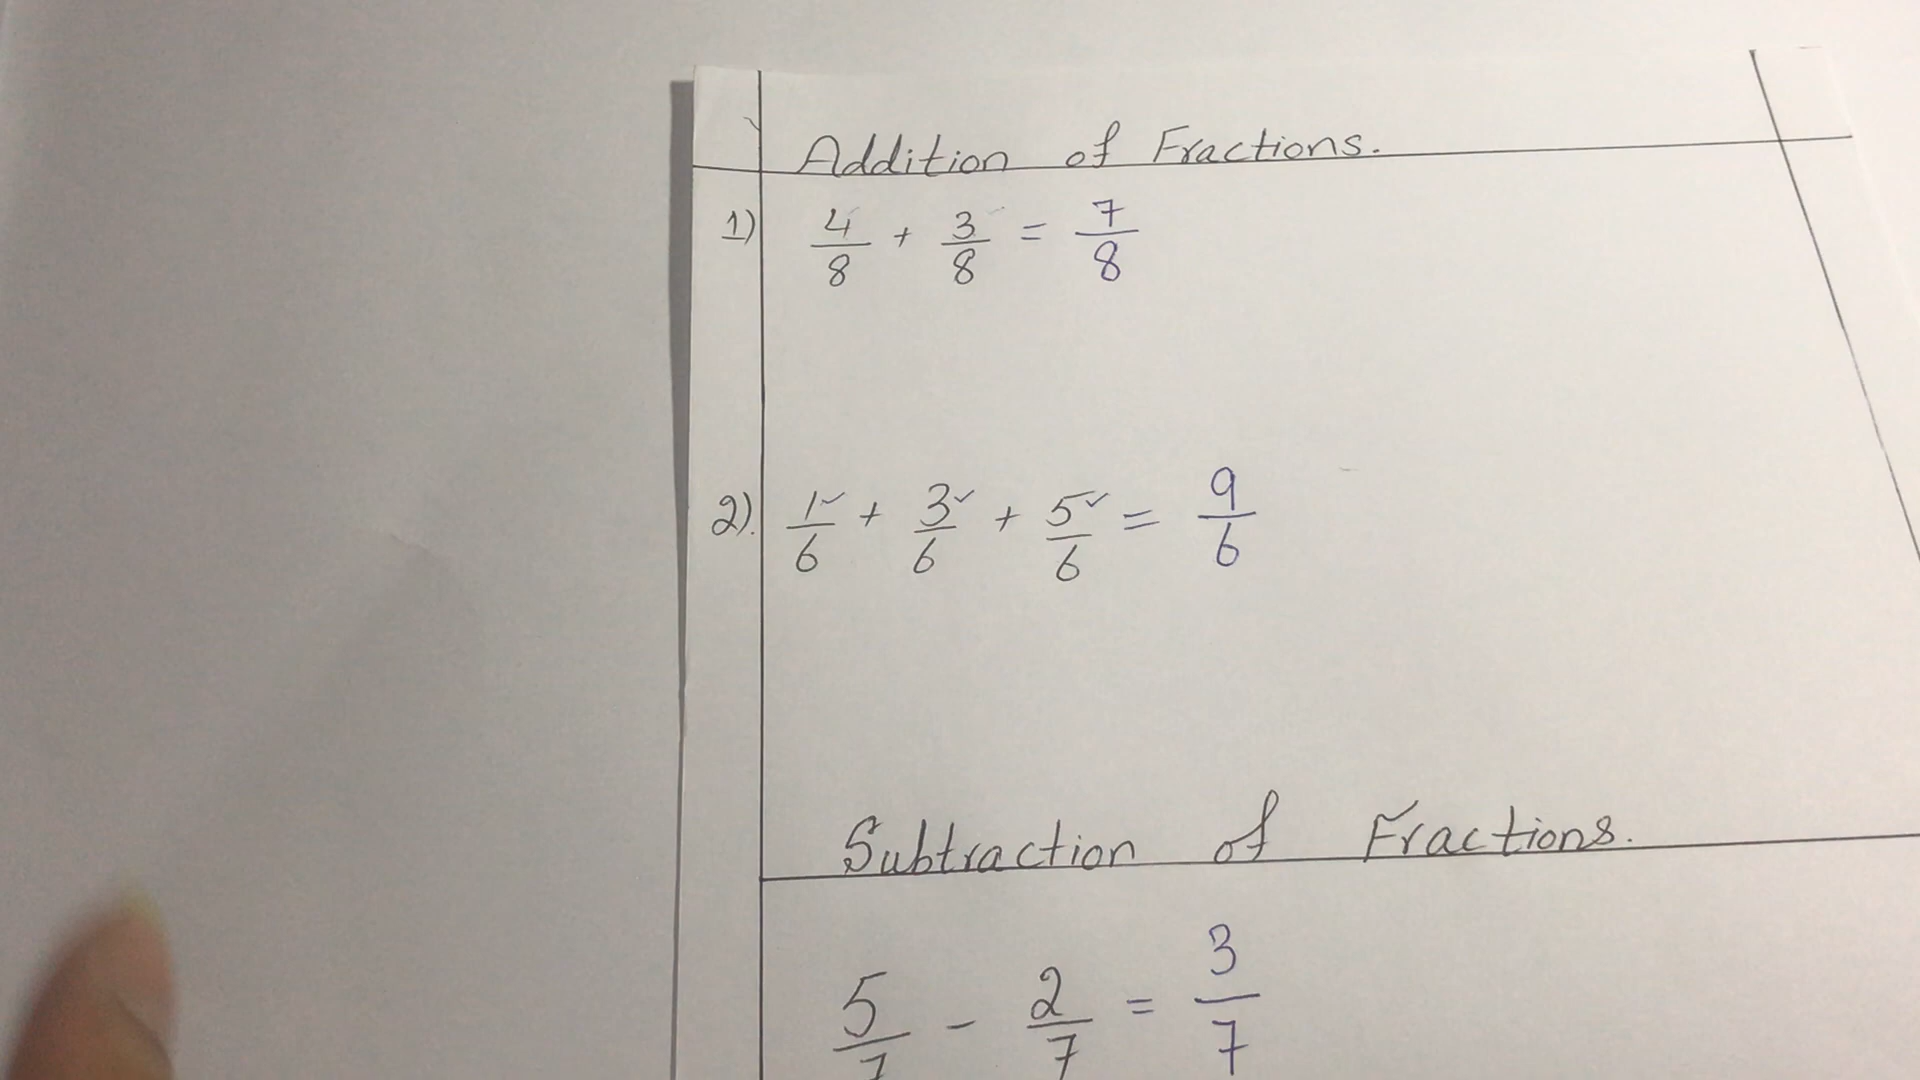 Addition of Fractions.
1) 4/8 + 3/8 = 7/8
2). 1/6 + 3/6 + 5/6 = 9/6
Subtraction of Fractions.
5/7 - 2/7 = 3/7